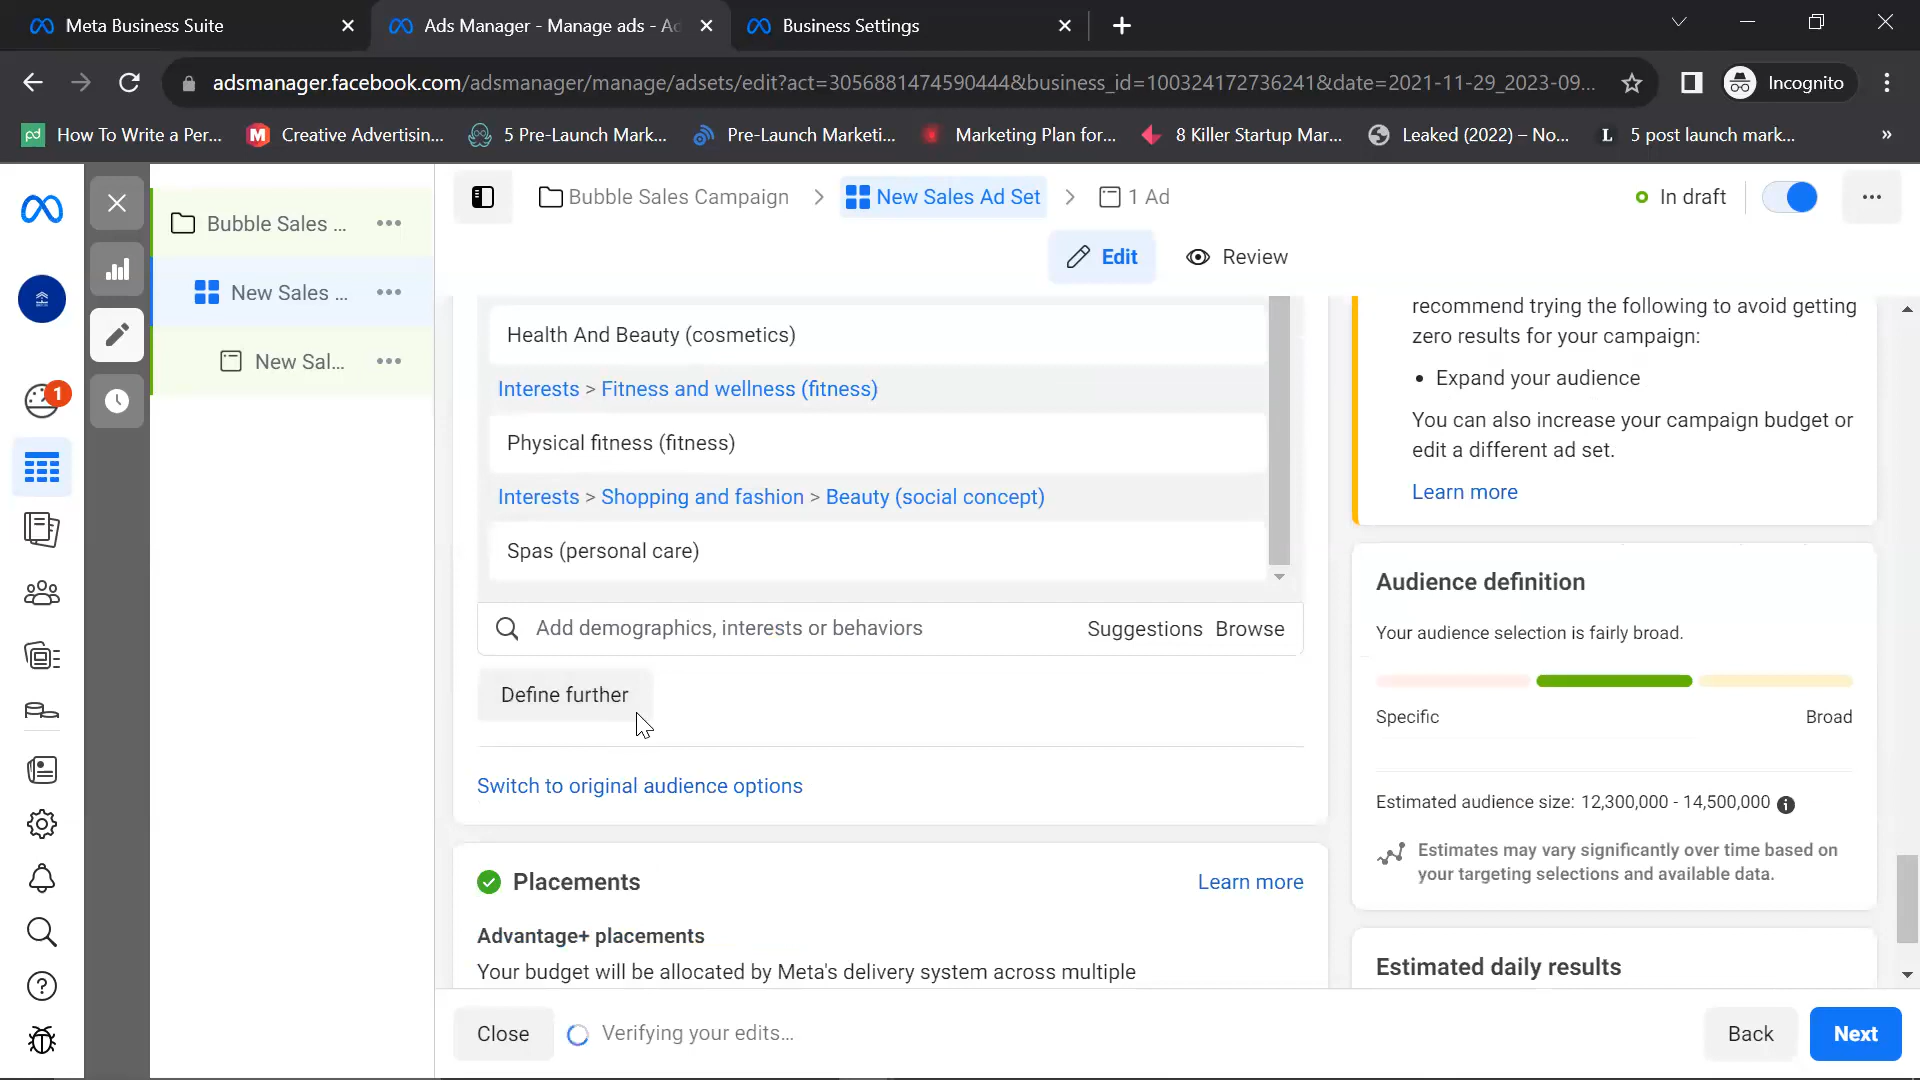 Meta Business Suite
Ads Manager - Manage ads - Ad
Business Settings
adsmanager.facebook.com/adsmanager/manage/adsets/edit?act=3056881474590444&business_id=100324172736241&date=2021-11-29_2023-09...
Incognito
pd How To Write a Per...
M Creative Advertisin...
5 Pre-Launch Mark...
Pre-Launch Marketi...
Marketing Plan for...
8 Killer Startup Mar...
Leaked (2022) – No...
L 5 post launch mark...
»
Bubble Sales Campaign
New Sales Ad Set
1 Ad
In draft
Bubble Sales ...
New Sales ...
New Sal...
1
Edit
Review
Health And Beauty (cosmetics)
Interests > Fitness and wellness (fitness)
Physical fitness (fitness)
Interests > Shopping and fashion > Beauty (social concept)
Spas (personal care)
Add demographics, interests or behaviors
Suggestions Browse
Define further
Switch to original audience options
Placements
Learn more
Advantage+ placements
Your budget will be allocated by Meta's delivery system across multiple
recommend trying the following to avoid getting
zero results for your campaign:
• Expand your audience
You can also increase your campaign budget or
edit a different ad set.
Learn more
Audience definition
Your audience selection is fairly broad.
Specific
Broad
Estimated audience size: 12,300,000 - 14,500,000
Estimates may vary significantly over time based on
your targeting selections and available data.
Estimated daily results
Close
Verifying your edits...
Back
Next